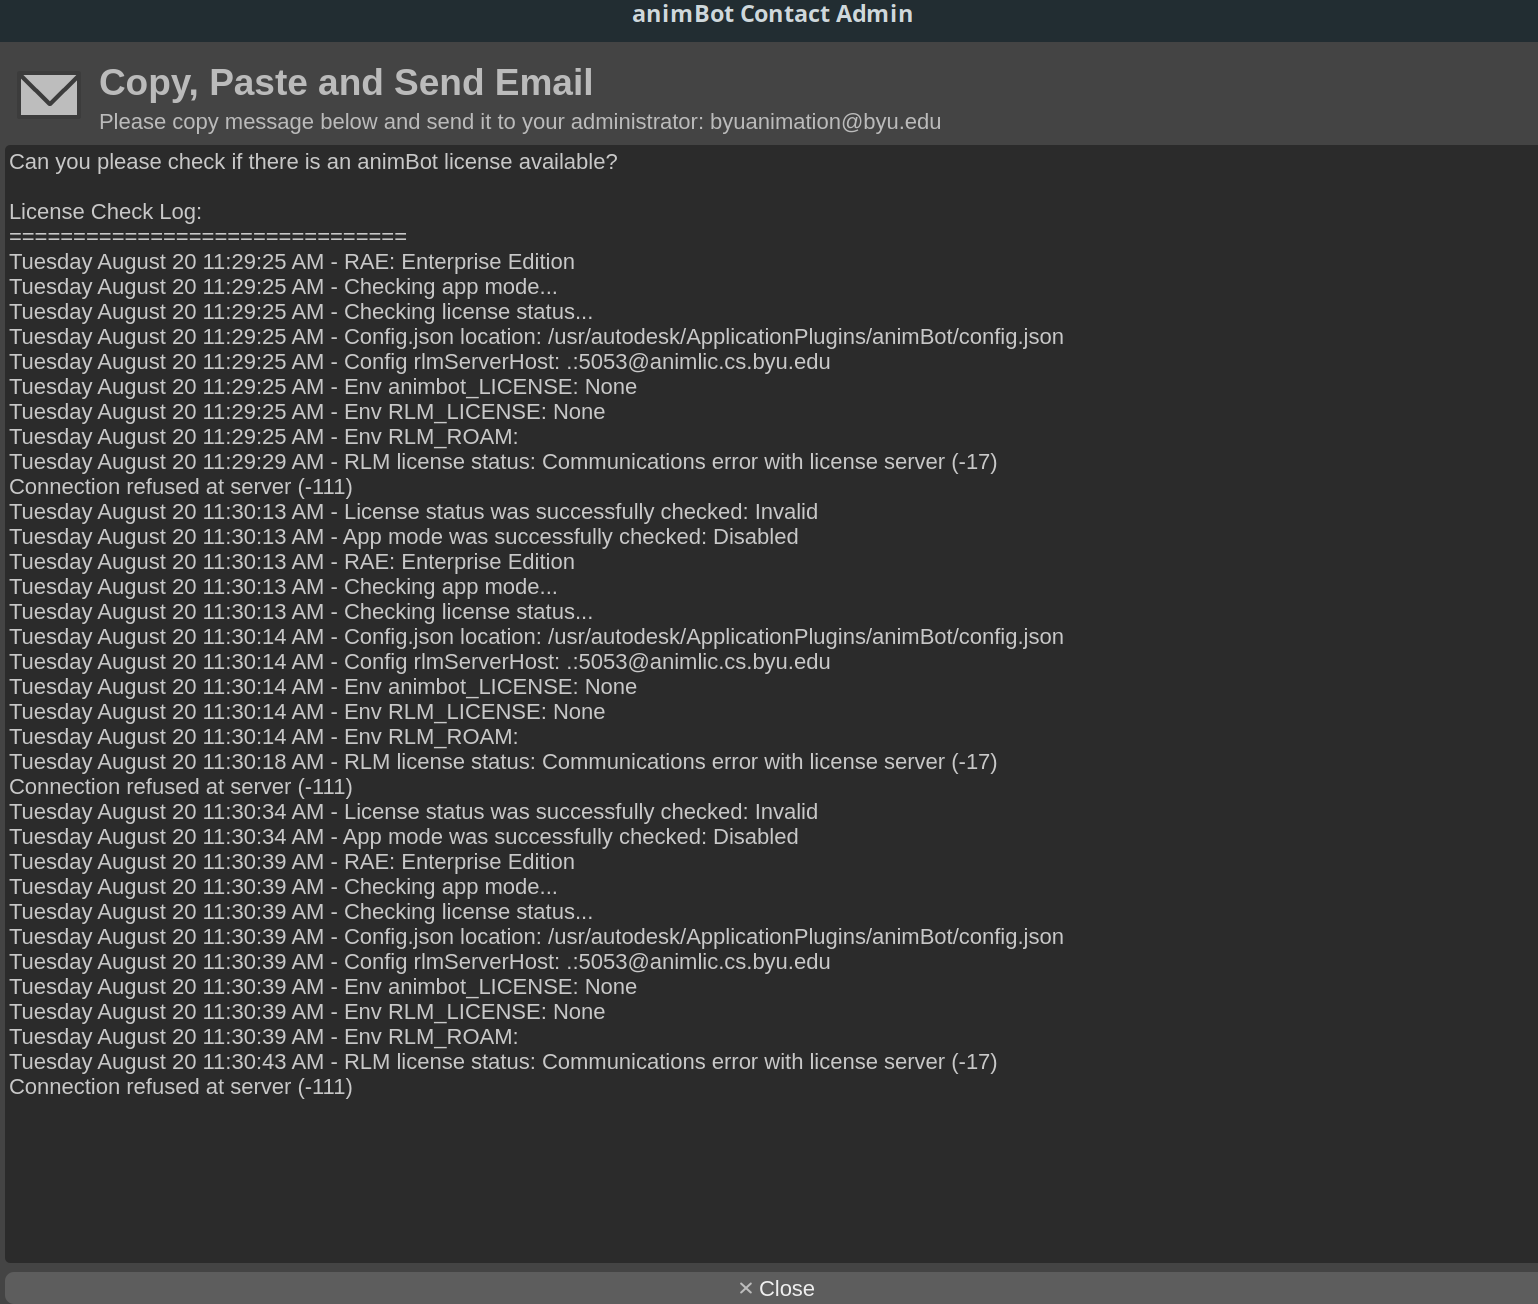 animBot Contact Admin
Copy, Paste and Send Email
Please copy message below and send it to your administrator: byuanimation@byu.edu
Can you please check if there is an animBot license available?
License Check Log:
===============================
Tuesday August 20 11:29:25 AM - RAE: Enterprise Edition
Tuesday August 20 11:29:25 AM - Checking app mode...
Tuesday August 20 11:29:25 AM - Checking license status...
Tuesday August 20 11:29:25 AM - Config.json location: /usr/autodesk/ApplicationPlugins/animBot/config.json
Tuesday August 20 11:29:25 AM - Config rlmServerHost: .:5053@animlic.cs.byu.edu
Tuesday August 20 11:29:25 AM - Env animbot_LICENSE: None
Tuesday August 20 11:29:25 AM - Env RLM_LICENSE: None
Tuesday August 20 11:29:25 AM - Env RLM_ROAM:
Tuesday August 20 11:29:29 AM - RLM license status: Communications error with license server (-17)
Connection refused at server (-111)
Tuesday August 20 11:30:13 AM - License status was successfully checked: Invalid
Tuesday August 20 11:30:13 AM - App mode was successfully checked: Disabled
Tuesday August 20 11:30:13 AM - RAE: Enterprise Edition
Tuesday August 20 11:30:13 AM - Checking app mode...
Tuesday August 20 11:30:13 AM - Checking license status...
Tuesday August 20 11:30:14 AM - Config.json location: /usr/autodesk/ApplicationPlugins/animBot/config.json
Tuesday August 20 11:30:14 AM - Config rlmServerHost: .:5053@animlic.cs.byu.edu
Tuesday August 20 11:30:14 AM - Env animbot_LICENSE: None
Tuesday August 20 11:30:14 AM - Env RLM_LICENSE: None
Tuesday August 20 11:30:14 AM - Env RLM_ROAM:
Tuesday August 20 11:30:18 AM - RLM license status: Communications error with license server (-17)
Connection refused at server (-111)
Tuesday August 20 11:30:34 AM - License status was successfully checked: Invalid
Tuesday August 20 11:30:34 AM - App mode was successfully checked: Disabled
Tuesday August 20 11:30:39 AM - RAE: Enterprise Edition
Tuesday August 20 11:30:39 AM - Checking app mode...
Tuesday August 20 11:30:39 AM - Checking license status...
Tuesday August 20 11:30:39 AM - Config.json location: /usr/autodesk/ApplicationPlugins/animBot/config.json
Tuesday August 20 11:30:39 AM - Config rlmServerHost: .:5053@animlic.cs.byu.edu
Tuesday August 20 11:30:39 AM - Env animbot_LICENSE: None
Tuesday August 20 11:30:39 AM - Env RLM_LICENSE: None
Tuesday August 20 11:30:39 AM - Env RLM_ROAM:
Tuesday August 20 11:30:43 AM - RLM license status: Communications error with license server (-17)
Connection refused at server (-111)
✕ Close